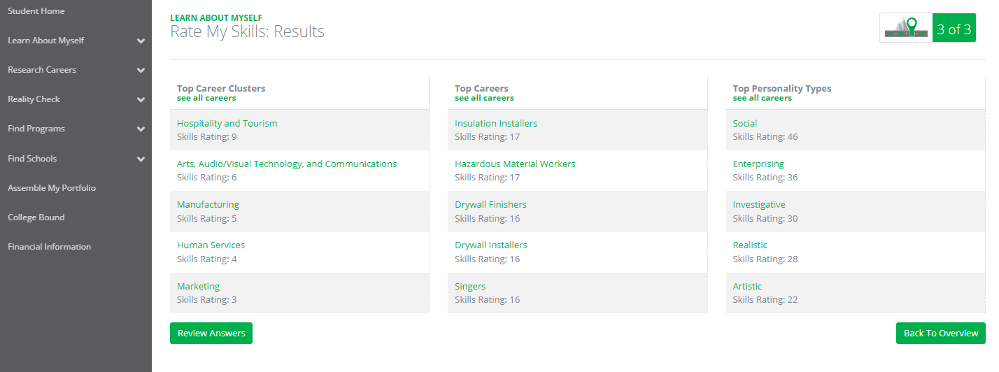 Student Home
Learn About Myself
Research Careers
Reality Check
Find Programs
Find Schools
Assemble My Portfolio
College Bound
Financial Information
LEARN ABOUT MYSELF
Rate My Skills: Results
3 of 3
Top Career Clusters
see all careers
Hospitality and Tourism
Skills Rating: 9
Arts, Audio/Visual Technology, and Communications
Skills Rating: 6
Manufacturing
Skills Rating: 5
Human Services
Skills Rating: 4
Marketing
Skills Rating: 3
Top Careers
see all careers
Insulation Installers
Skills Rating: 17
Hazardous Material Workers
Skills Rating: 17
Drywall Finishers
Skills Rating: 16
Drywall Installers
Skills Rating: 16
Singers
Skills Rating: 16
Top Personality Types
see all careers
Social
Skills Rating: 46
Enterprising
Skills Rating: 36
Investigative
Skills Rating: 30
Realistic
Skills Rating: 28
Artistic
Skills Rating: 22
Review Answers
Back To Overview